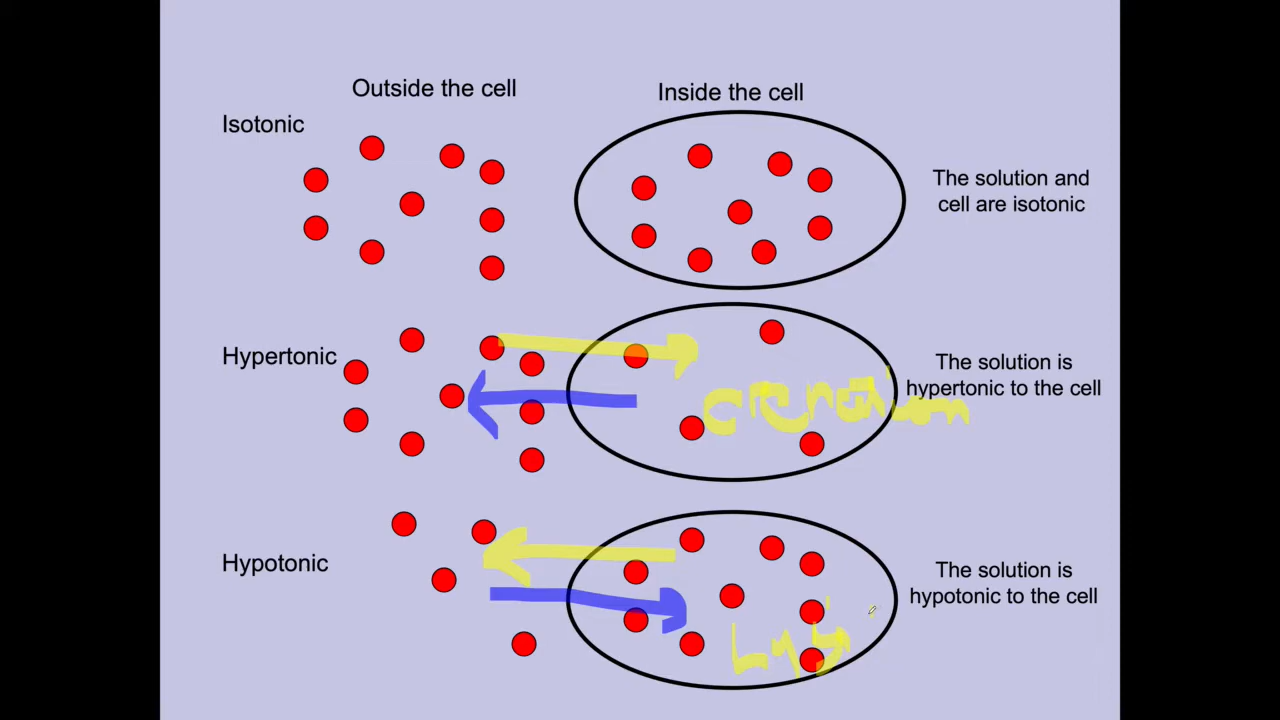 Outside the cell
Inside the cell
Isotonic
The solution and
cell are isotonic
Hypertonic
The solution is
hypertonic to the cell
crenation
Hypotonic
The solution is
hypotonic to the cell